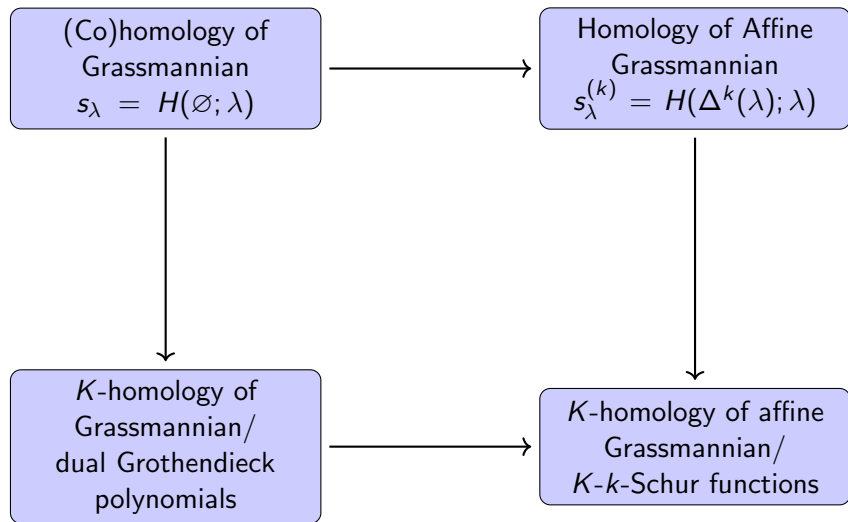 (Co)homology of
Grassmannian
s_λ = H(∅; λ)
Homology of Affine
Grassmannian
s_λ^{(k)} = H(Δ^k(λ); λ)
K-homology of
Grassmannian/
dual Grothendieck
polynomials
K-homology of affine
Grassmannian/
K-k-Schur functions